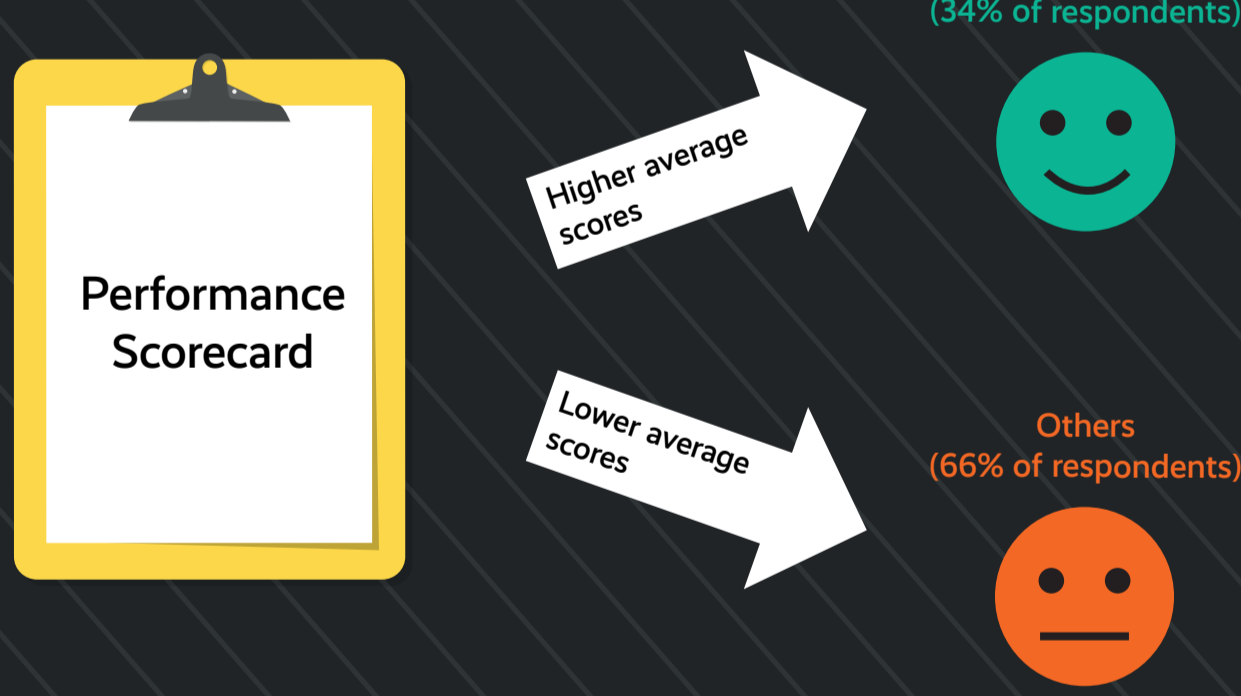 (34% of respondents)
Performance
Scorecard
Higher average
scores
Lower average
scores
Others
(66% of respondents)